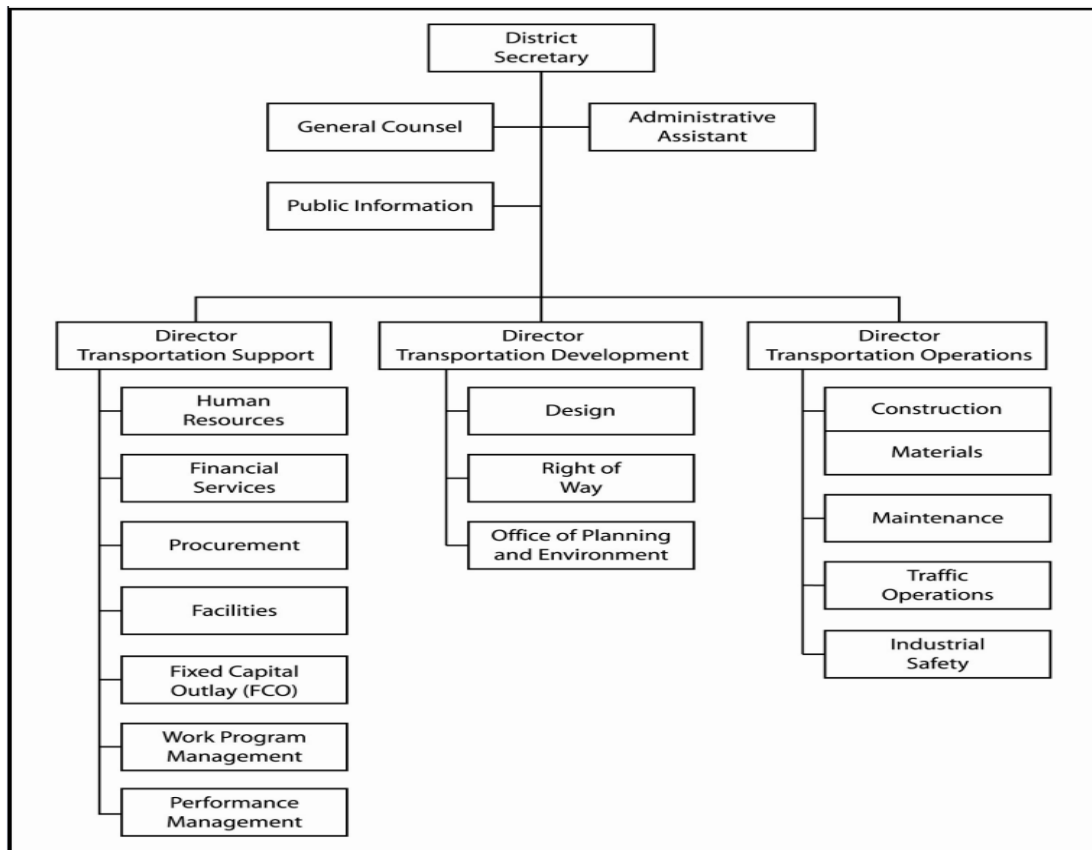 District
Secretary
General Counsel
Administrative
Assistant
Public Information
Director
Transportation Support
Human
Resources
Financial
Services
Procurement
Facilities
Fixed Capital
Outlay (FCO)
Work Program
Management
Performance
Management
Director
Transportation Development
Design
Right of
Way
Office of Planning
and Environment
Director
Transportation Operations
Construction
Materials
Maintenance
Traffic
Operations
Industrial
Safety